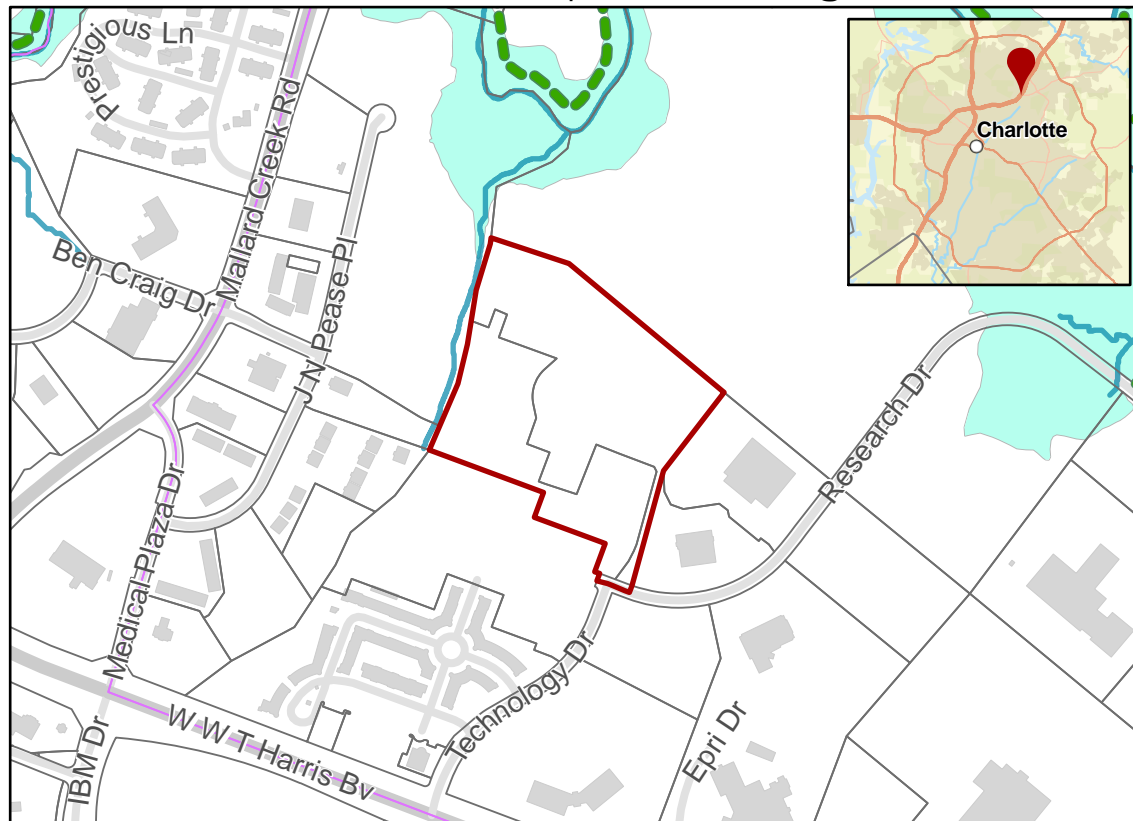 Prestigious Ln
Mallard Creek Rd
Charlotte
Ben Craig Dr
J N Pease Pl
Research Dr
Medical Plaza Dr
Technology Dr
W W T Harris Bv
Epri Dr
IBM Dr